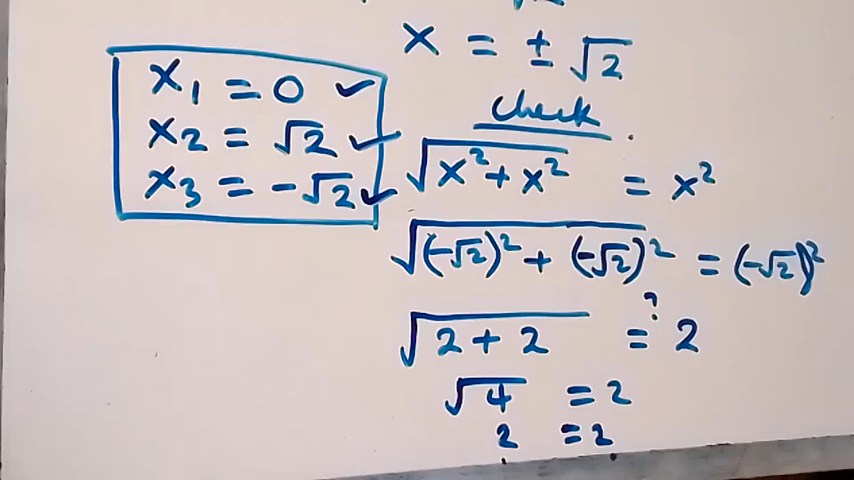 x = ± √2
x₁ = 0 ✓
x₂ = √2 ✓
x₃ = -√2 ✓
check
√(x² + x²) = x²
√((-√2)² + (-√2)²) = (-√2)²
√(2 + 2) =? 2
√4 = 2
2 = 2